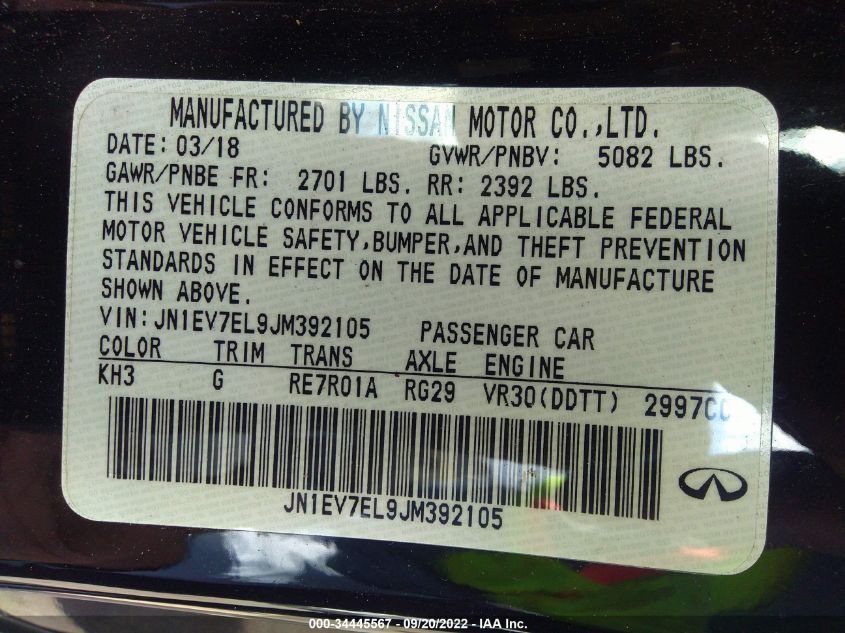 MANUFACTURED BY NISSAN MOTOR CO.,LTD.
DATE: 03/18 GVWR/PNBV: 5082 LBS.
GAWR/PNBE FR: 2701 LBS. RR: 2392 LBS.
THIS VEHICLE CONFORMS TO ALL APPLICABLE FEDERAL
MOTOR VEHICLE SAFETY,BUMPER,AND THEFT PREVENTION
STANDARDS IN EFFECT ON THE DATE OF MANUFACTURE
SHOWN ABOVE.
VIN:JN1EV7EL9JM392105 PASSENGER CAR
COLOR TRIM TRANS AXLE ENGINE
KH3 G RE7R01A RG29 VR30(DDTT) 2997CC
JN1EV7EL9JM392105
000-34445567 - 09/20/2022 - IAA, Inc.